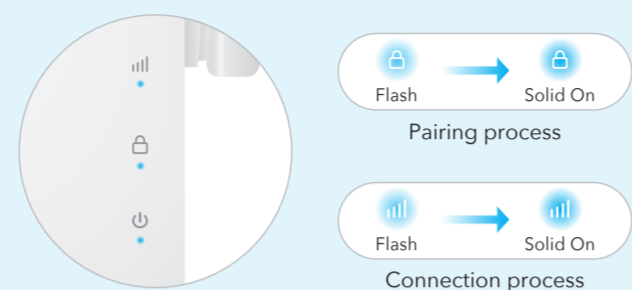 Flash
Solid On
Pairing process
Flash
Solid On
Connection process